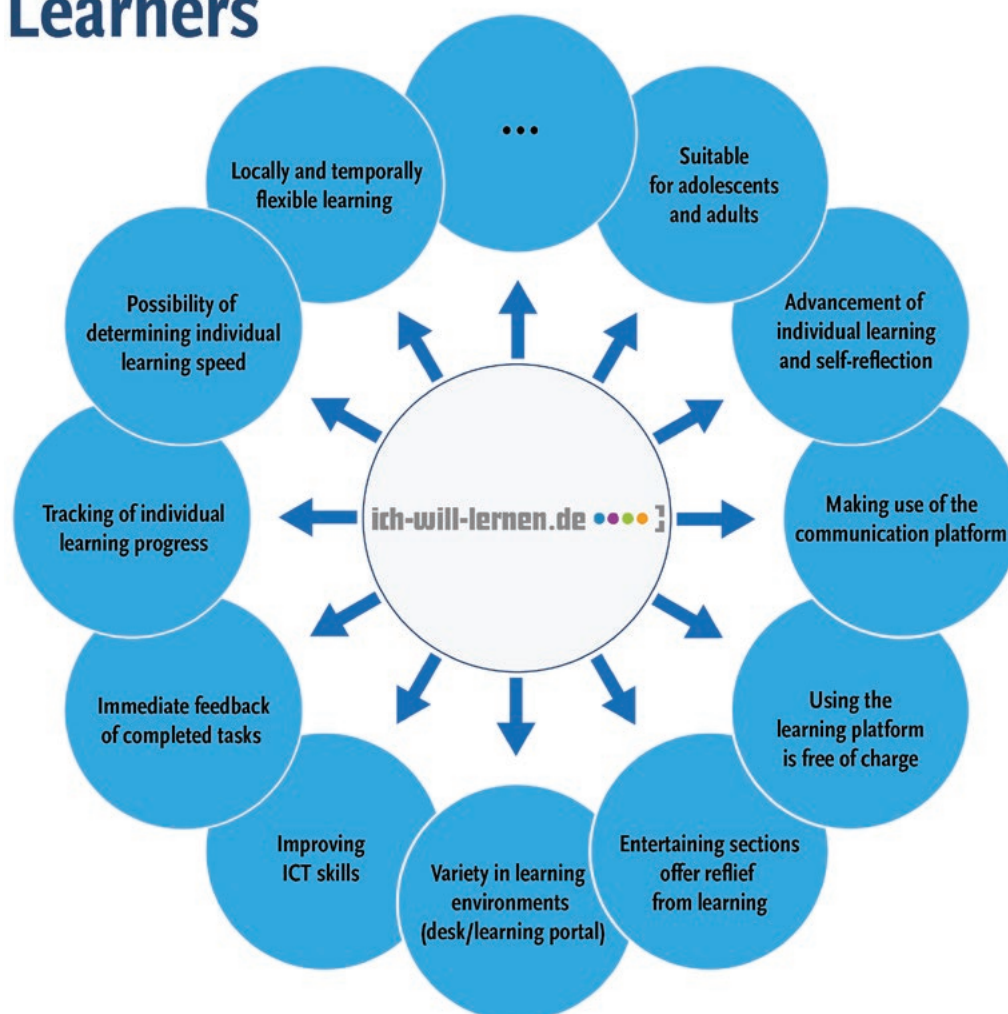 Learners
...
Suitable
for adolescents
and adults
Advancement of
individual learning
and self-reflection
Making use of the
communication platform
Using the
learning platform
is free of charge
Entertaining sections
offer reflief
from learning
Variety in learning
environments
(desk/learning portal)
Improving
ICT skills
Immediate feedback
of completed tasks
Tracking of individual
learning progress
Possibility of
determining individual
learning speed
Locally and temporally
flexible learning
ich-will-lernen.de ●●●● ]